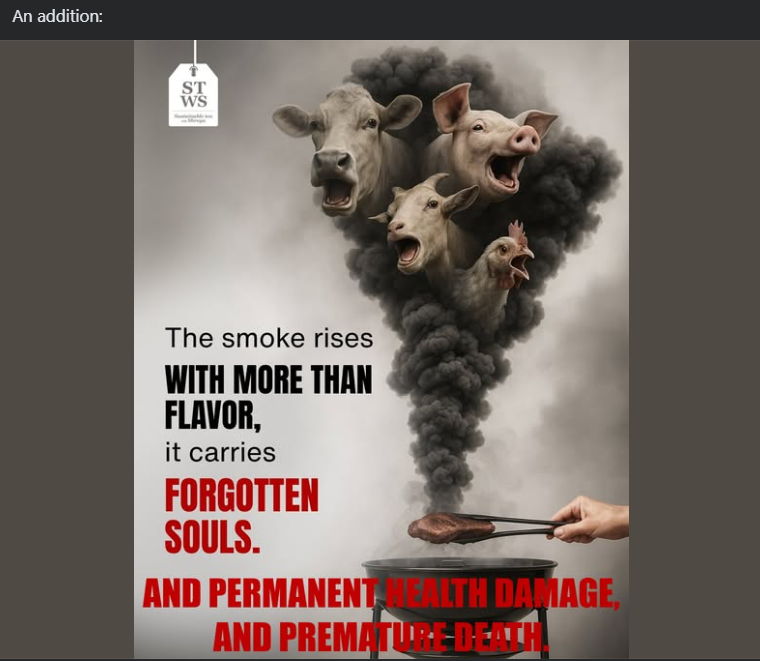 An addition:
ST
WS
The smoke rises
WITH MORE THAN
FLAVOR,
it carries
FORGOTTEN
SOULS.
AND PERMANENT HEALTH DAMAGE,
AND PREMATURE DEATH.